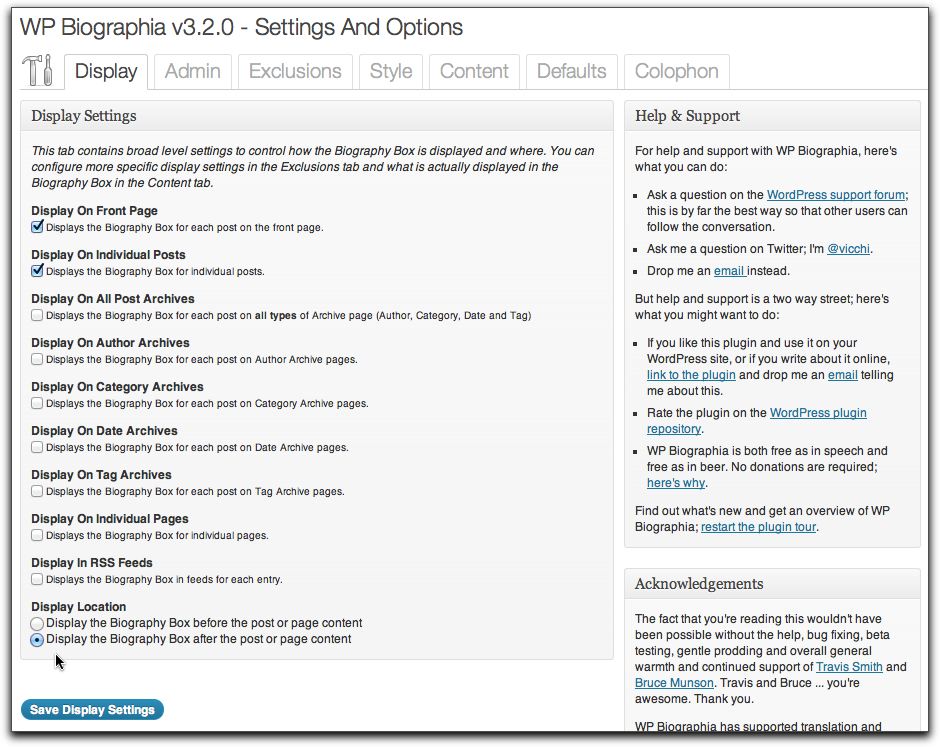 WP Biographia v3.2.0 - Settings And Options
Display
Admin
Exclusions
Style
Content
Defaults
Colophon
Display Settings
This tab contains broad level settings to control how the Biography Box is displayed and where. You can
configure more specific display settings in the Exclusions tab and what is actually displayed in the
Biography Box in the Content tab.
Display On Front Page
Displays the Biography Box for each post on the front page.
Display On Individual Posts
Displays the Biography Box for individual posts.
Display On All Post Archives
Displays the Biography Box for each post on all types of Archive page (Author, Category, Date and Tag)
Display On Author Archives
Displays the Biography Box for each post on Author Archive pages.
Display On Category Archives
Displays the Biography Box for each post on Category Archive pages.
Display On Date Archives
Displays the Biography Box for each post on Date Archive pages.
Display On Tag Archives
Displays the Biography Box for each post on Tag Archive pages.
Display On Individual Pages
Displays the Biography Box for individual pages.
Display In RSS Feeds
Displays the Biography Box in feeds for each entry.
Display Location
Display the Biography Box before the post or page content
Display the Biography Box after the post or page content
Save Display Settings
Help & Support
For help and support with WP Biographia, here's
what you can do:
Ask a question on the WordPress support forum;
this is by far the best way so that other users can
follow the conversation.
Ask me a question on Twitter; I'm @vicchi.
Drop me an email instead.
But help and support is a two way street; here's
what you might want to do:
If you like this plugin and use it on your
WordPress site, or if you write about it online,
link to the plugin and drop me an email telling
me about this.
Rate the plugin on the WordPress plugin
repository.
WP Biographia is both free as in speech and
free as in beer. No donations are required;
here's why.
Find out what's new and get an overview of WP
Biographia; restart the plugin tour.
Acknowledgements
The fact that you're reading this wouldn't have
been possible without the help, bug fixing, beta
testing, gentle prodding and overall general
warmth and continued support of Travis Smith and
Bruce Munson. Travis and Bruce ... you're
awesome. Thank you.
WP Biographia has supported translation and